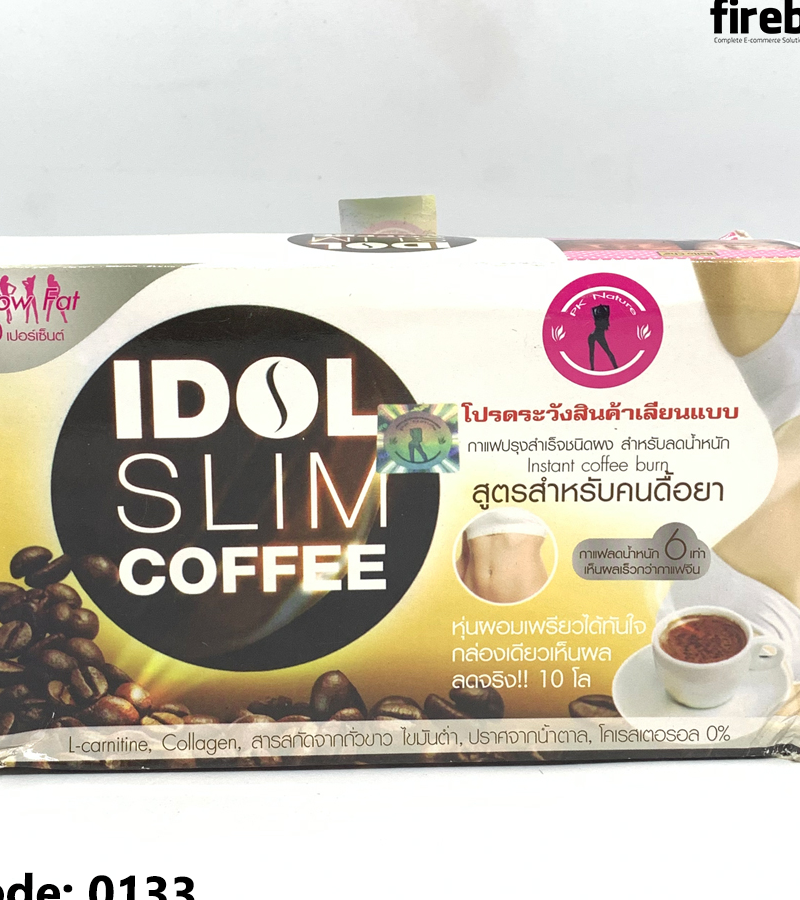 fireb
Complete E-commerce Solutio
IDOL
SLIM
ow Fat
เปอร์เซ็นต์
PK Nature
IDOL
SLIM
COFFEE
โปรดระวังสินค้าเลียนแบบ
กาแฟปรุงสำเร็จชนิดผง สำหรับลดน้ำหนัก
Instant coffee burn
สูตรสำหรับคนดื้อยา
กาแฟลดน้ำหนัก 6 เท่า
เห็นผลเร็วกว่ากาแฟจีน
หุ่นผอมเพรียวได้ทันใจ
กล่องเดียวเห็นผล
ลดจริง!! 10 โล
L-carnitine, Collagen, สารสกัดจากถั่วขาว ไขมันต่ำ, ปราศจากน้ำตาล, โคเรสเตอรอล 0%
ode: 0133